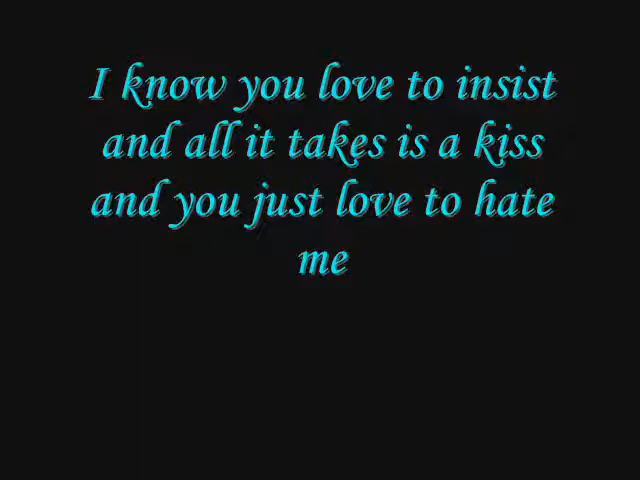 I know you love to insist
and all it takes is a kiss
and you just love to hate
me